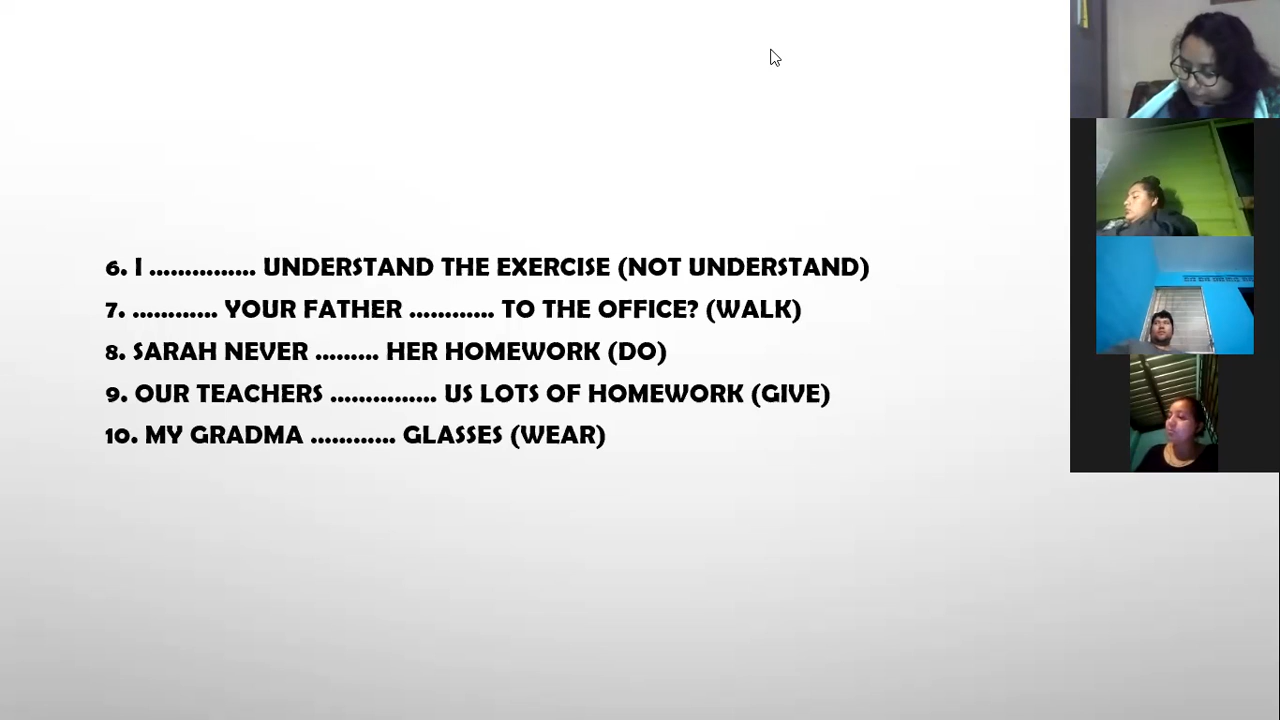 6. I ............... UNDERSTAND THE EXERCISE (NOT UNDERSTAND)
7. ............ YOUR FATHER ............ TO THE OFFICE? (WALK)
8. SARAH NEVER ......... HER HOMEWORK (DO)
9. OUR TEACHERS ............... US LOTS OF HOMEWORK (GIVE)
10. MY GRADMA ............ GLASSES (WEAR)